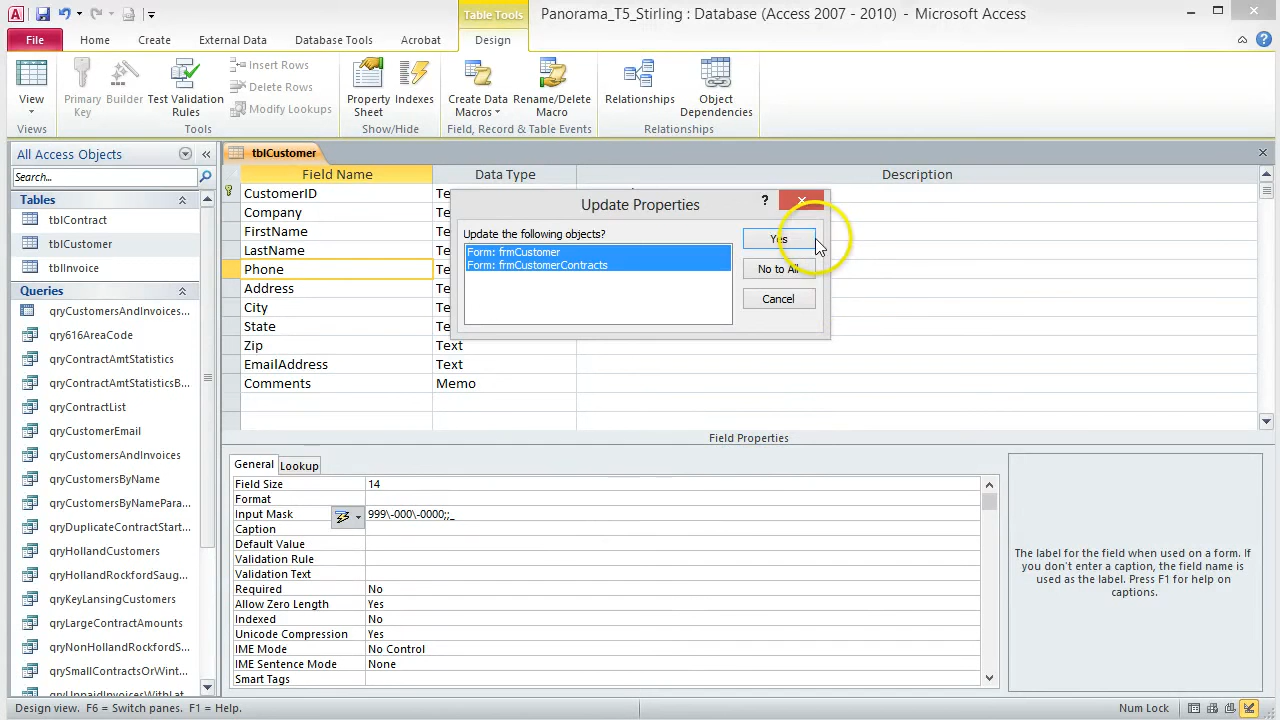 Table Tools
Panorama_T5_Stirling : Database (Access 2007 - 2010) - Microsoft Access
File Home Create External Data Database Tools Acrobat Design
View
Primary Key
Builder
Test Validation Rules
Insert Rows
Delete Rows
Modify Lookups
Property Sheet
Indexes
Create Data Macros
Rename/Delete Macro
Relationships
Object Dependencies
Views Tools Show/Hide Field, Record & Table Events Relationships
All Access Objects
Search...
Tables
tblContract
tblCustomer
tblInvoice
Queries
qryCustomersAndInvoices...
qry616AreaCode
qryContractAmtStatistics
qryContractAmtStatisticsB...
qryContractList
qryCustomerEmail
qryCustomersAndInvoices
qryCustomersByName
qryCustomersByNamePara...
qryDuplicateContractStart...
qryHollandCustomers
qryHollandRockfordSaug...
qryKeyLansingCustomers
qryLargeContractAmounts
qryNonHollandRockfordS...
qrySmallContractsOrWint...
qryUnpaidInvoicesWithLat...
tblCustomer
Field Name Data Type Description
CustomerID Te
Company Te
FirstName Te
LastName Te
Phone Te
Address Te
City Te
State Te
Zip Text
EmailAddress Text
Comments Memo
Update Properties
?
Update the following objects?
Form: frmCustomer
Form: frmCustomerContracts
Yes
No to All
Cancel
Field Properties
General Lookup
Field Size 14
Format
Input Mask 999\-000\-0000;;_
Caption
Default Value
Validation Rule
Validation Text
Required No
Allow Zero Length Yes
Indexed No
Unicode Compression Yes
IME Mode No Control
IME Sentence Mode None
Smart Tags
The label for the field when used on a form. If
you don't enter a caption, the field name is
used as the label. Press F1 for help on
captions.
Design view. F6 = Switch panes. F1 = Help.
Num Lock